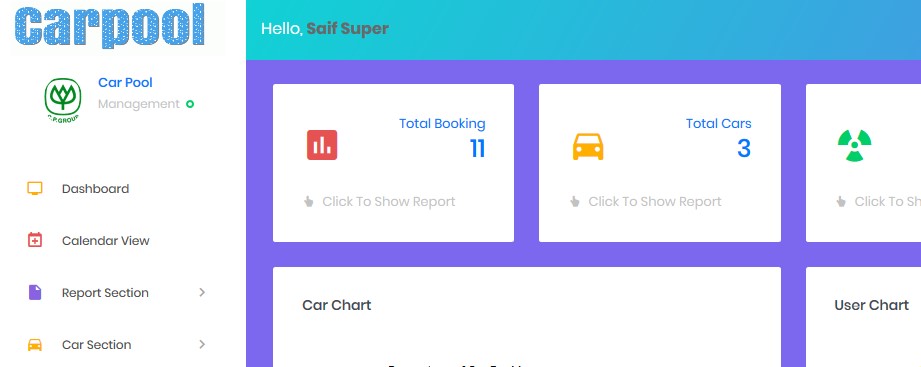 carpool
Hello, Saif Super
Car Pool
Management
C.P.GROUP
Dashboard
Calendar View
Report Section
Car Section
Total Booking
11
Click To Show Report
Total Cars
3
Click To Show Report
Click To Sh
Car Chart
User Chart